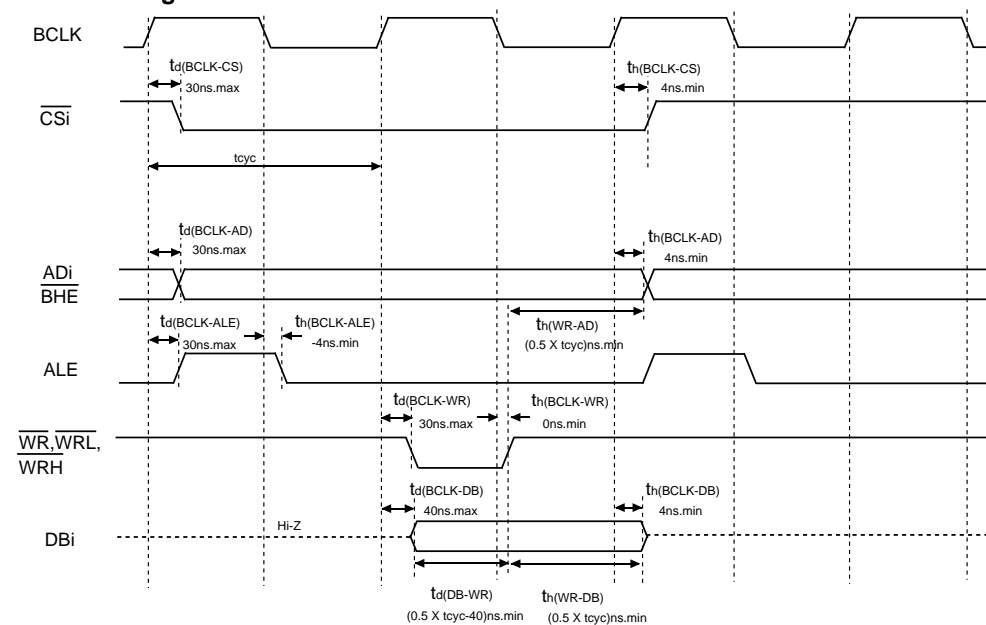 g
BCLK
td(BCLK-CS)
30ns.max
th(BCLK-CS)
4ns.min
CSi
tcyc
td(BCLK-AD)
30ns.max
th(BCLK-AD)
4ns.min
ADi
BHE
td(BCLK-ALE)
30ns.max
th(BCLK-ALE)
-4ns.min
th(WR-AD)
(0.5 X tcyc)ns.min
ALE
td(BCLK-WR)
30ns.max
th(BCLK-WR)
0ns.min
WR,WRL,
WRH
td(BCLK-DB)
40ns.max
th(BCLK-DB)
4ns.min
Hi-Z
DBi
td(DB-WR)
(0.5 X tcyc-40)ns.min
th(WR-DB)
(0.5 X tcyc)ns.min